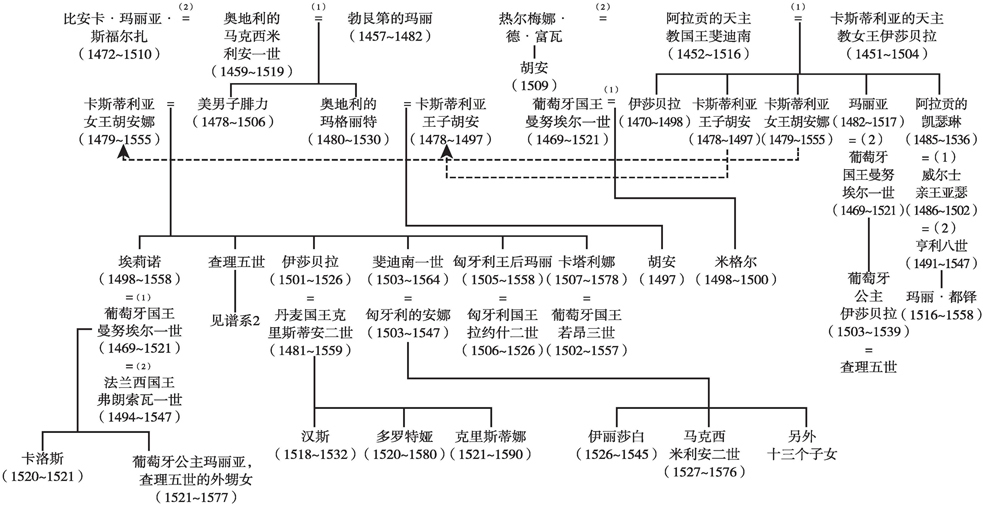 比安卡·玛丽亚·
斯福尔扎
（1472~1510）
=
（2）
奥地利的
马克西米
利安一世
（1459~1519）
（1）
=
勃艮第的玛丽
（1457~1482）
热尔梅娜·
德·富瓦
（2）
=
胡安
（1509）
阿拉贡的天主
教国王斐迪南
（1452~1516）
（1）
=
卡斯蒂利亚的天主
教女王伊莎贝拉
（1451~1504）
卡斯蒂利亚
女王胡安娜
（1479~1555）
=
美男子腓力
（1478~1506）
奥地利的
玛格丽特
（1480~1530）
=
卡斯蒂利亚
王子胡安
（1478~1497）
葡萄牙国王
曼努埃尔一世
（1469~1521）
（1）
=
伊莎贝拉
（1470~1498）
卡斯蒂利亚
王子胡安
（1478~1497）
卡斯蒂利亚
女王胡安娜
（1479~1555）
玛丽亚
（1482~1517）
=（2）
葡萄牙
国王曼努
埃尔一世
（1469~1521）
阿拉贡的
凯瑟琳
（1485~1536）
=（1）
威尔士
亲王亚瑟
（1486~1502）
=（2）
亨利八世
（1491~1547）
埃莉诺
（1498~1558）
=（1）
葡萄牙国王
曼努埃尔一世
（1469~1521）
=（2）
法兰西国王
弗朗索瓦一世
（1494~1547）
查理五世
见谱系2
伊莎贝拉
（1501~1526）
=
丹麦国王克
里斯蒂安二世
（1481~1559）
斐迪南一世
（1503~1564）
=
匈牙利的安娜
（1503~1547）
匈牙利王后玛丽
（1505~1558）
=
匈牙利国王
拉约什二世
（1506~1526）
卡塔利娜
（1507~1578）
=
葡萄牙国王
若昂三世
（1502~1557）
胡安
（1497）
米格尔
（1498~1500）
葡萄牙
公主
伊莎贝拉
（1503~1539）
=
查理五世
玛丽·都铎
（1516~1558）
卡洛斯
（1520~1521）
葡萄牙公主玛丽亚，
查理五世的外甥女
（1521~1577）
汉斯
（1518~1532）
多罗特娅
（1520~1580）
克里斯蒂娜
（1521~1590）
伊丽莎白
（1526~1545）
马克西
米利安二世
（1527~1576）
另外
十三个子女